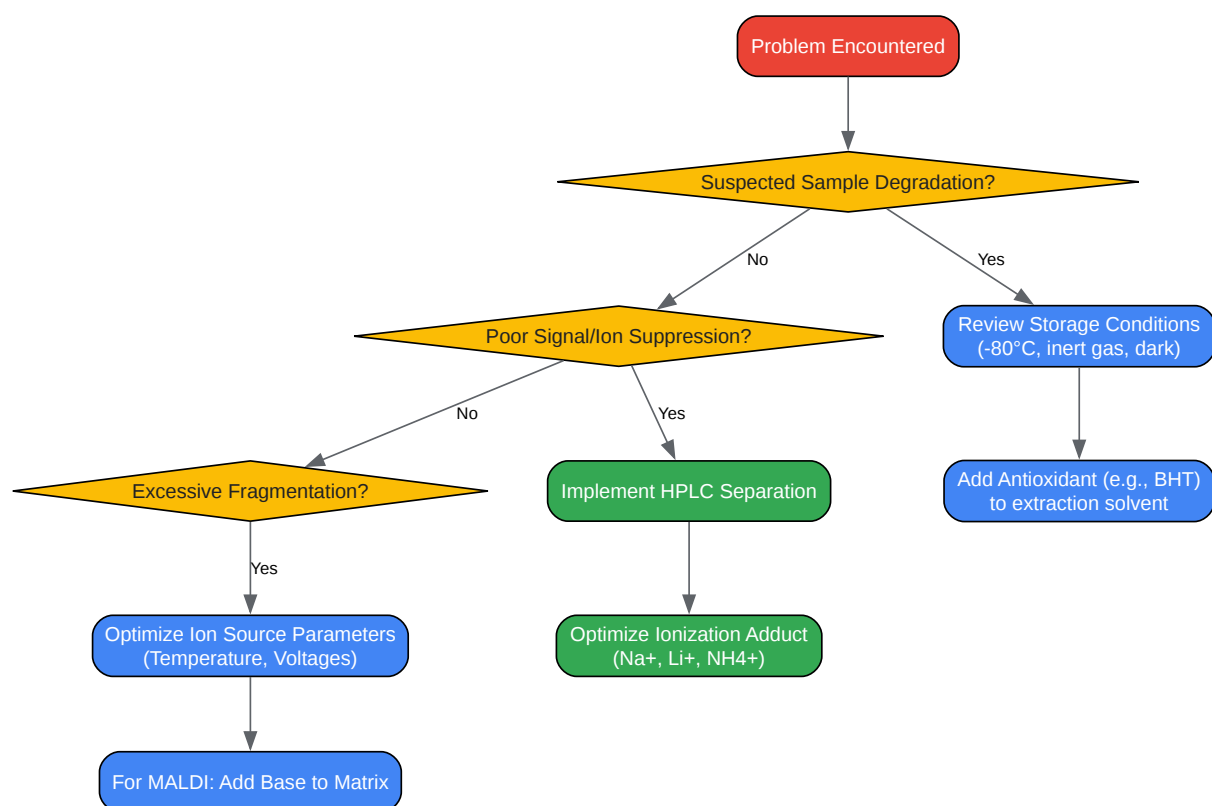 Problem Encountered
Suspected Sample Degradation?
No
Yes
Poor Signal/Ion Suppression?
Review Storage Conditions
(-80°C, inert gas, dark)
No
Yes
Excessive Fragmentation?
Implement HPLC Separation
Add Antioxidant (e.g., BHT)
to extraction solvent
Yes
Optimize Ion Source Parameters
(Temperature, Voltages)
Optimize Ionization Adduct
(Na+, Li+, NH4+)
For MALDI: Add Base to Matrix